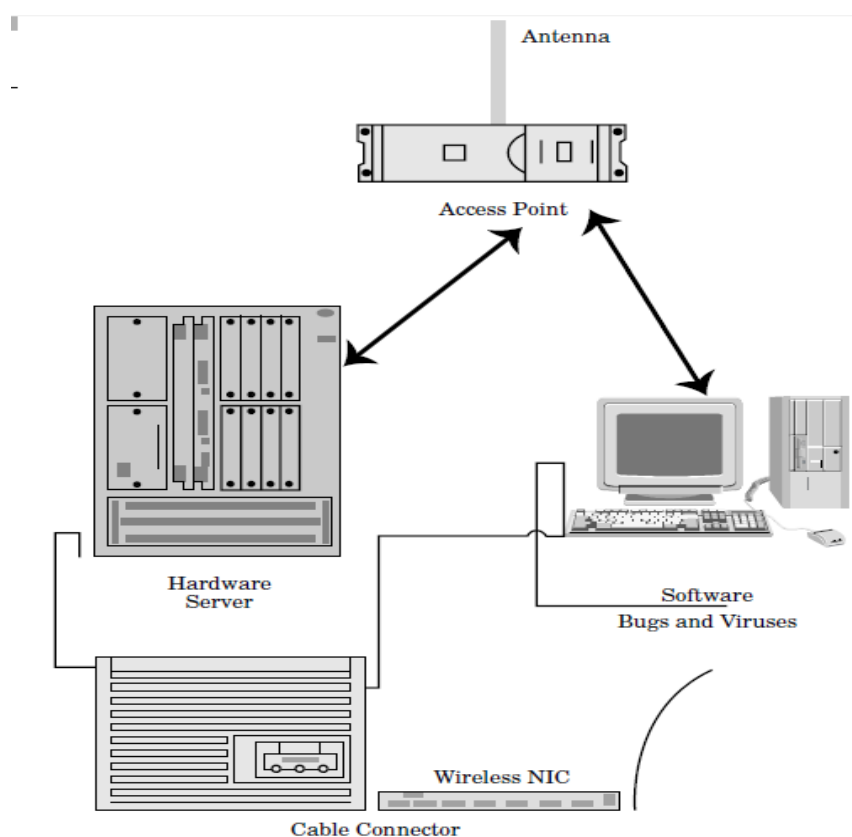 Antenna
Access Point
Hardware
Server
Software
Bugs and Viruses
Wireless NIC
Cable Connector